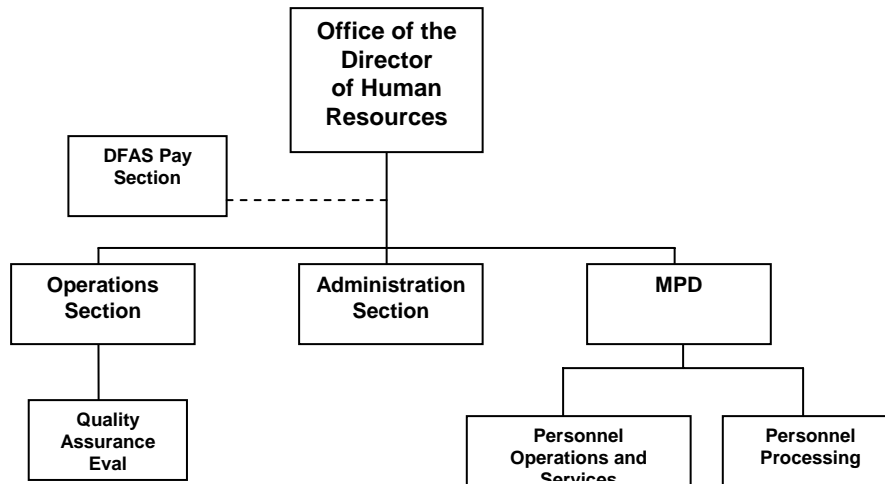 Office of the
Director
of Human
Resources
DFAS Pay
Section
Operations
Section
Administration
Section
MPD
Quality
Assurance
Eval
Personnel
Operations and
Services
Personnel
Processing